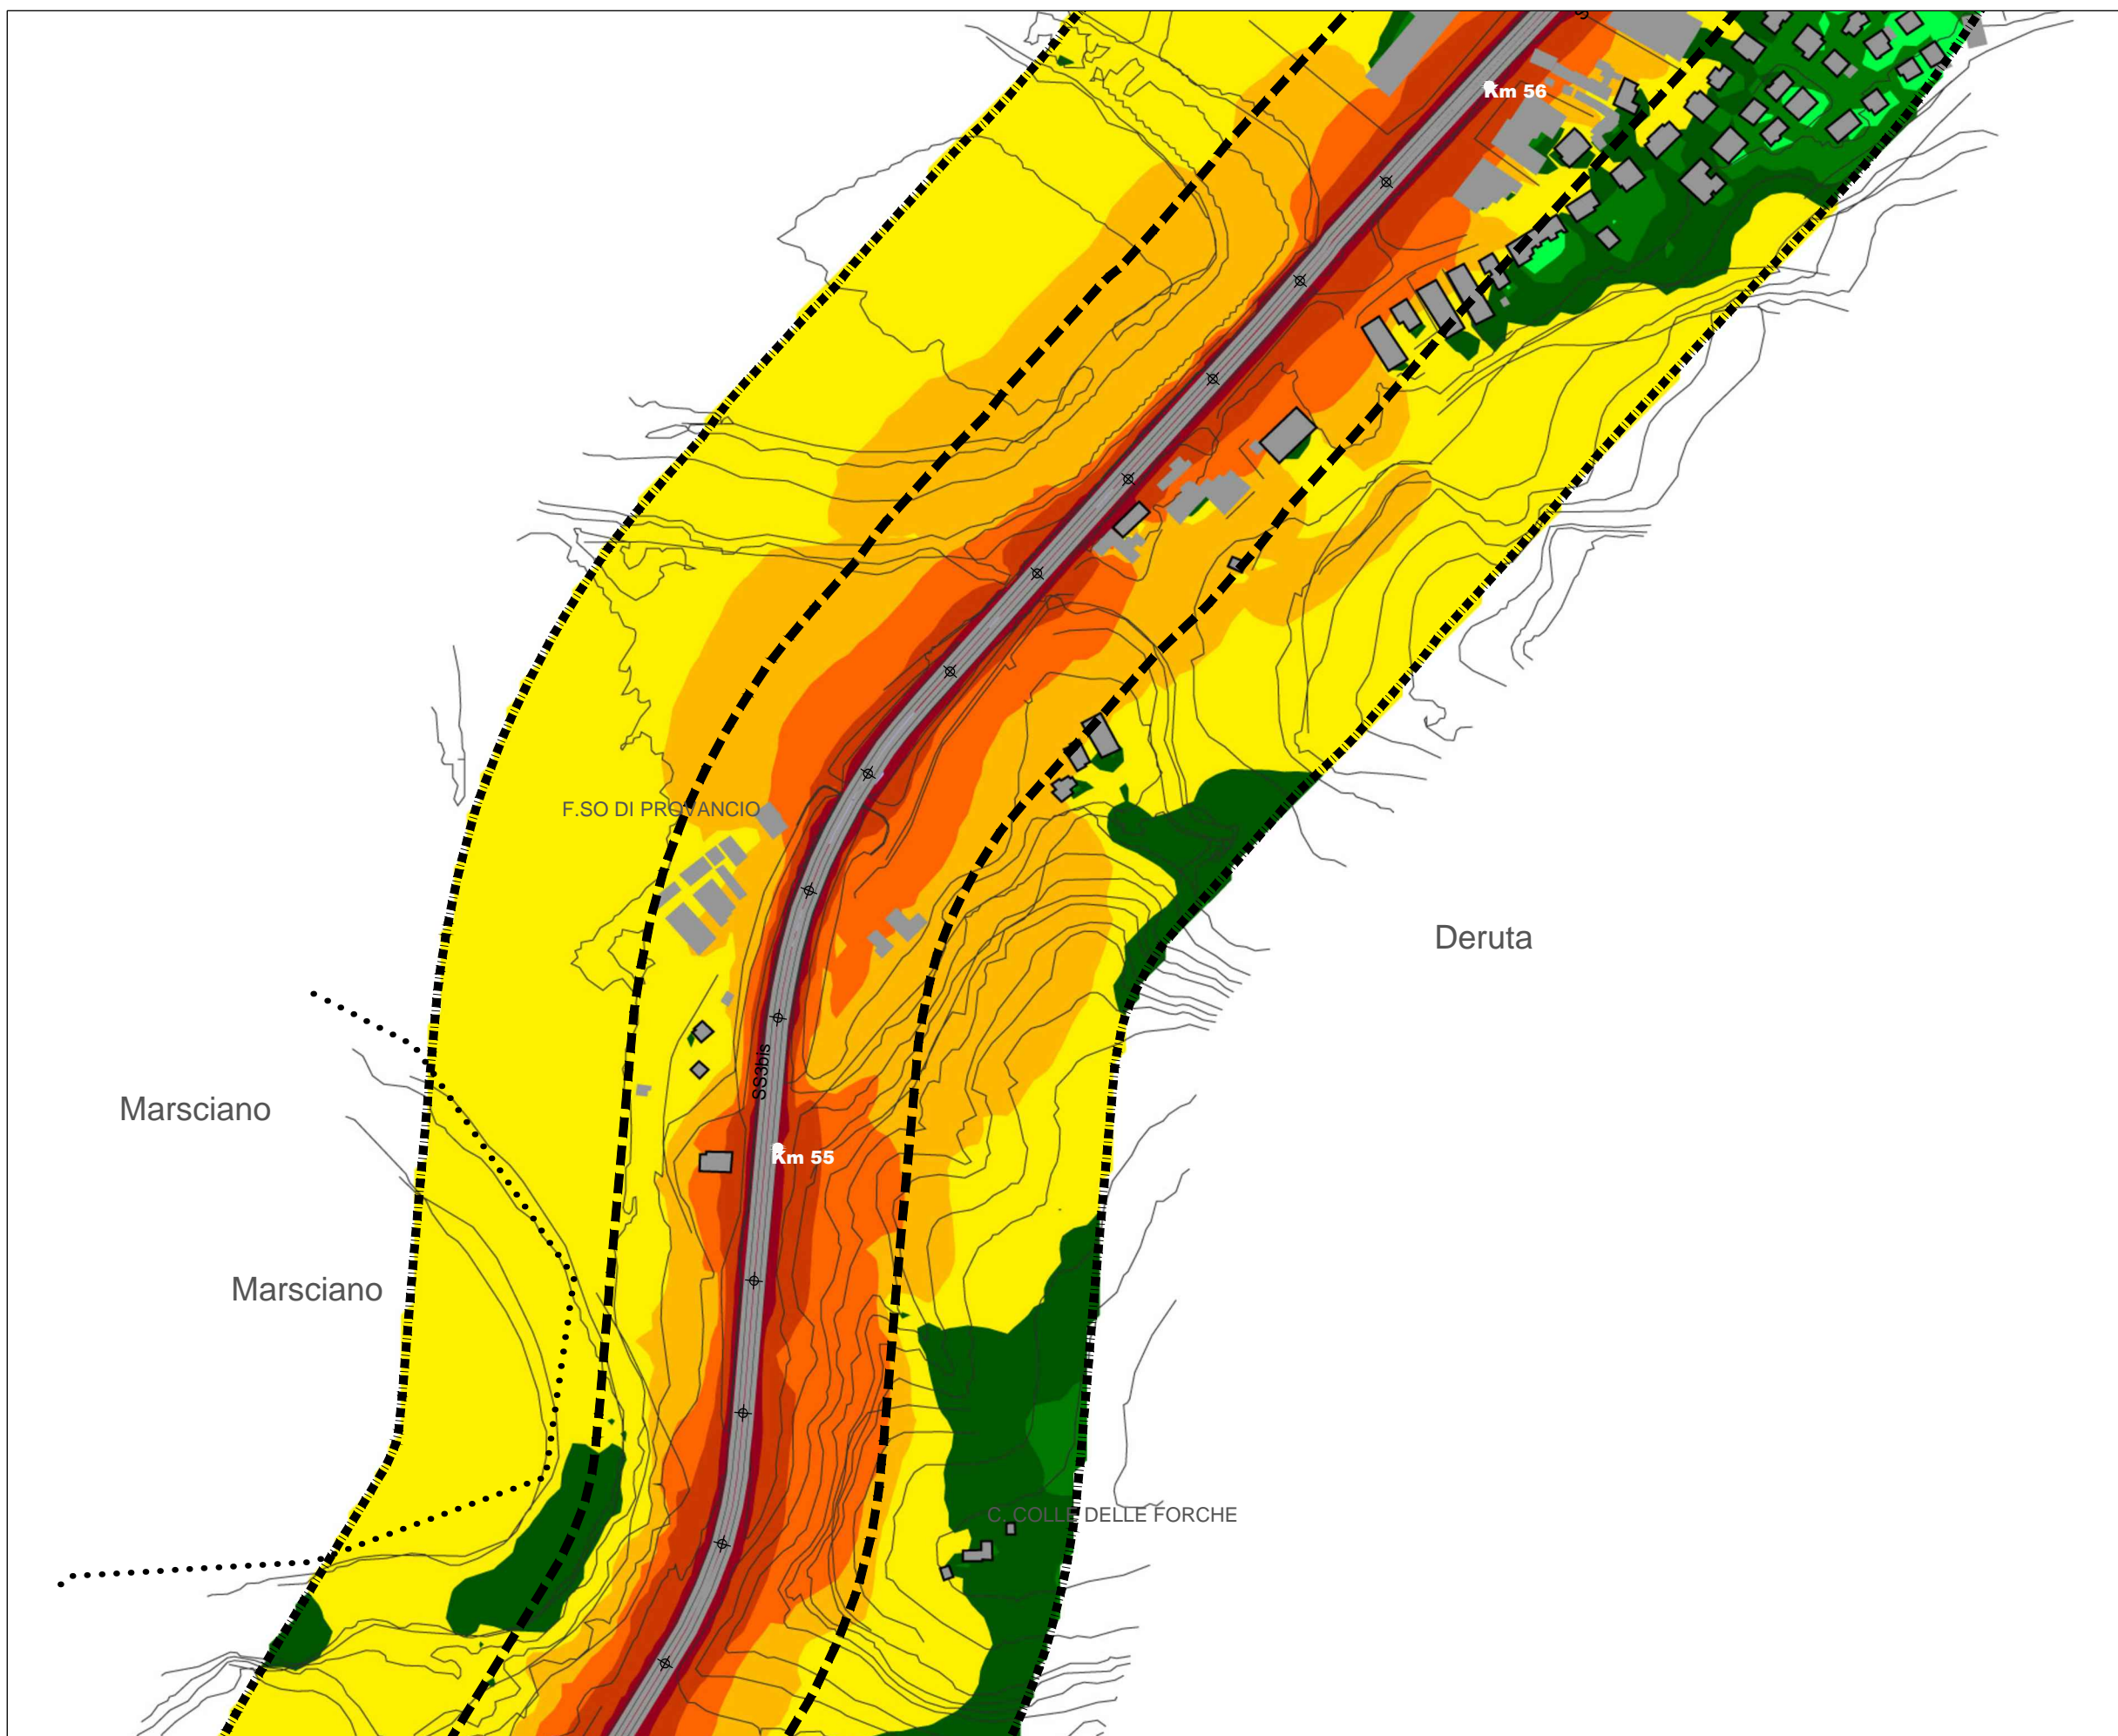 Km 56
F.SO DI PROVANCIO
Deruta
SS3bis
Marsciano
Km 55
Marsciano
C. COLLE DELLE FORCHE